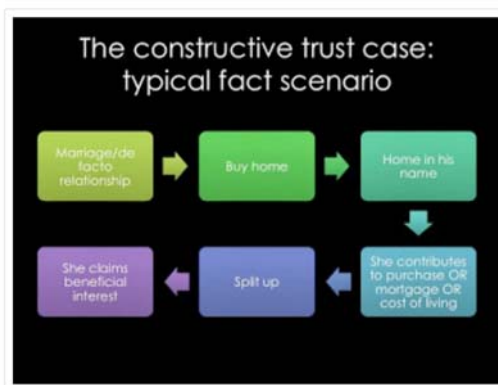 The constructive trust case:
typical fact scenario
Marriage/de
facto
relationship
Buy home
Home in his
name
She contributes
to purchase OR
mortgage OR
cost of living
Split up
She claims
beneficial
interest